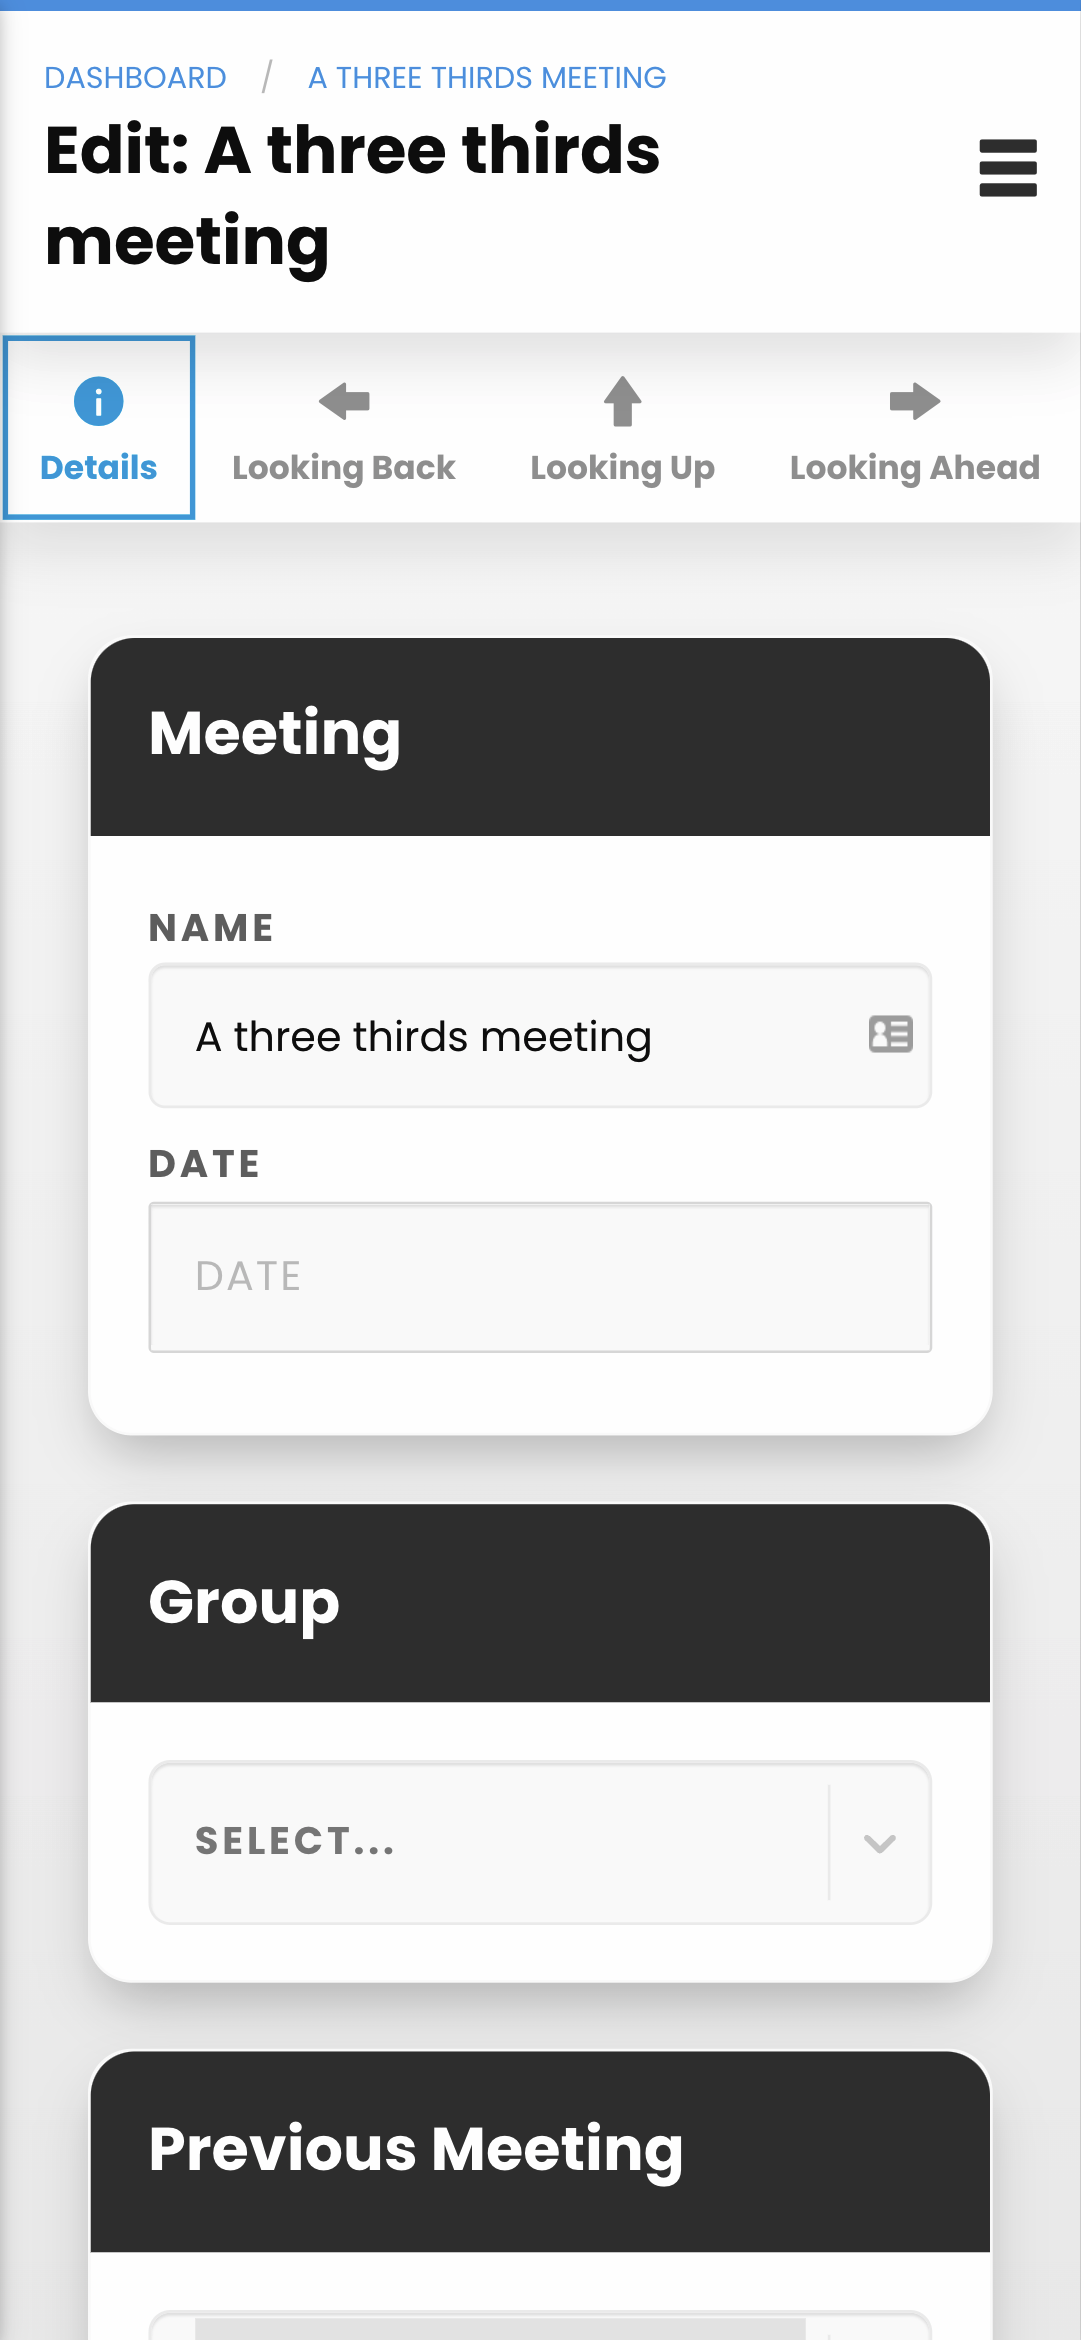 DASHBOARD / A THREE THIRDS MEETING
Edit: A three thirds
meeting
Details
Looking Back
Looking Up
Looking Ahead
Meeting
NAME
A three thirds meeting
DATE
DATE
Group
SELECT...
Previous Meeting